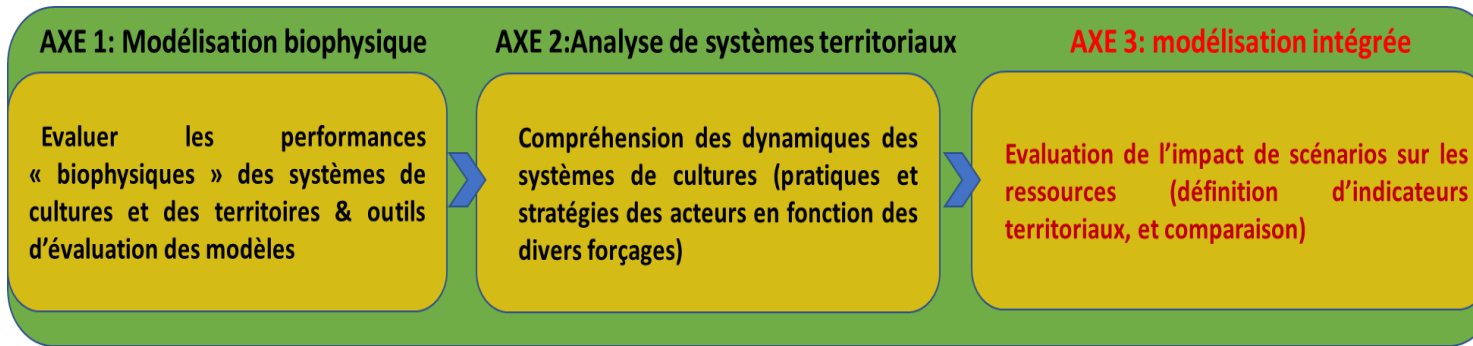 AXE 1: Modélisation biophysique
Evaluer les performances
« biophysiques » des systèmes de
cultures et des territoires & outils
d'évaluation des modèles
AXE 2:Analyse de systèmes territoriaux
Compréhension des dynamiques des
systèmes de cultures (pratiques et
stratégies des acteurs en fonction des
divers forçages)
AXE 3: modélisation intégrée
Evaluation de l'impact de scénarios sur les
ressources (définition d'indicateurs
territoriaux, et comparaison)